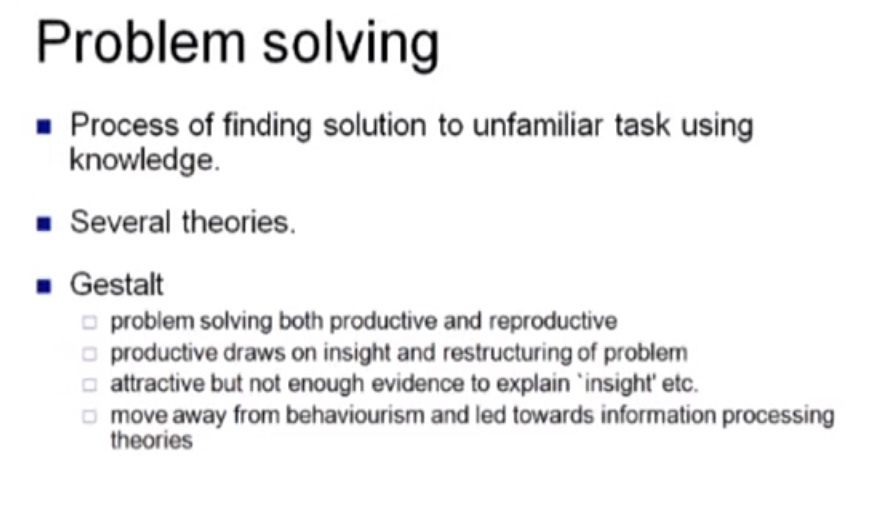 Problem solving
Process of finding solution to unfamiliar task using
knowledge.
Several theories.
Gestalt
problem solving both productive and reproductive
productive draws on insight and restructuring of problem
attractive but not enough evidence to explain `insight' etc.
move away from behaviourism and led towards information processing
theories